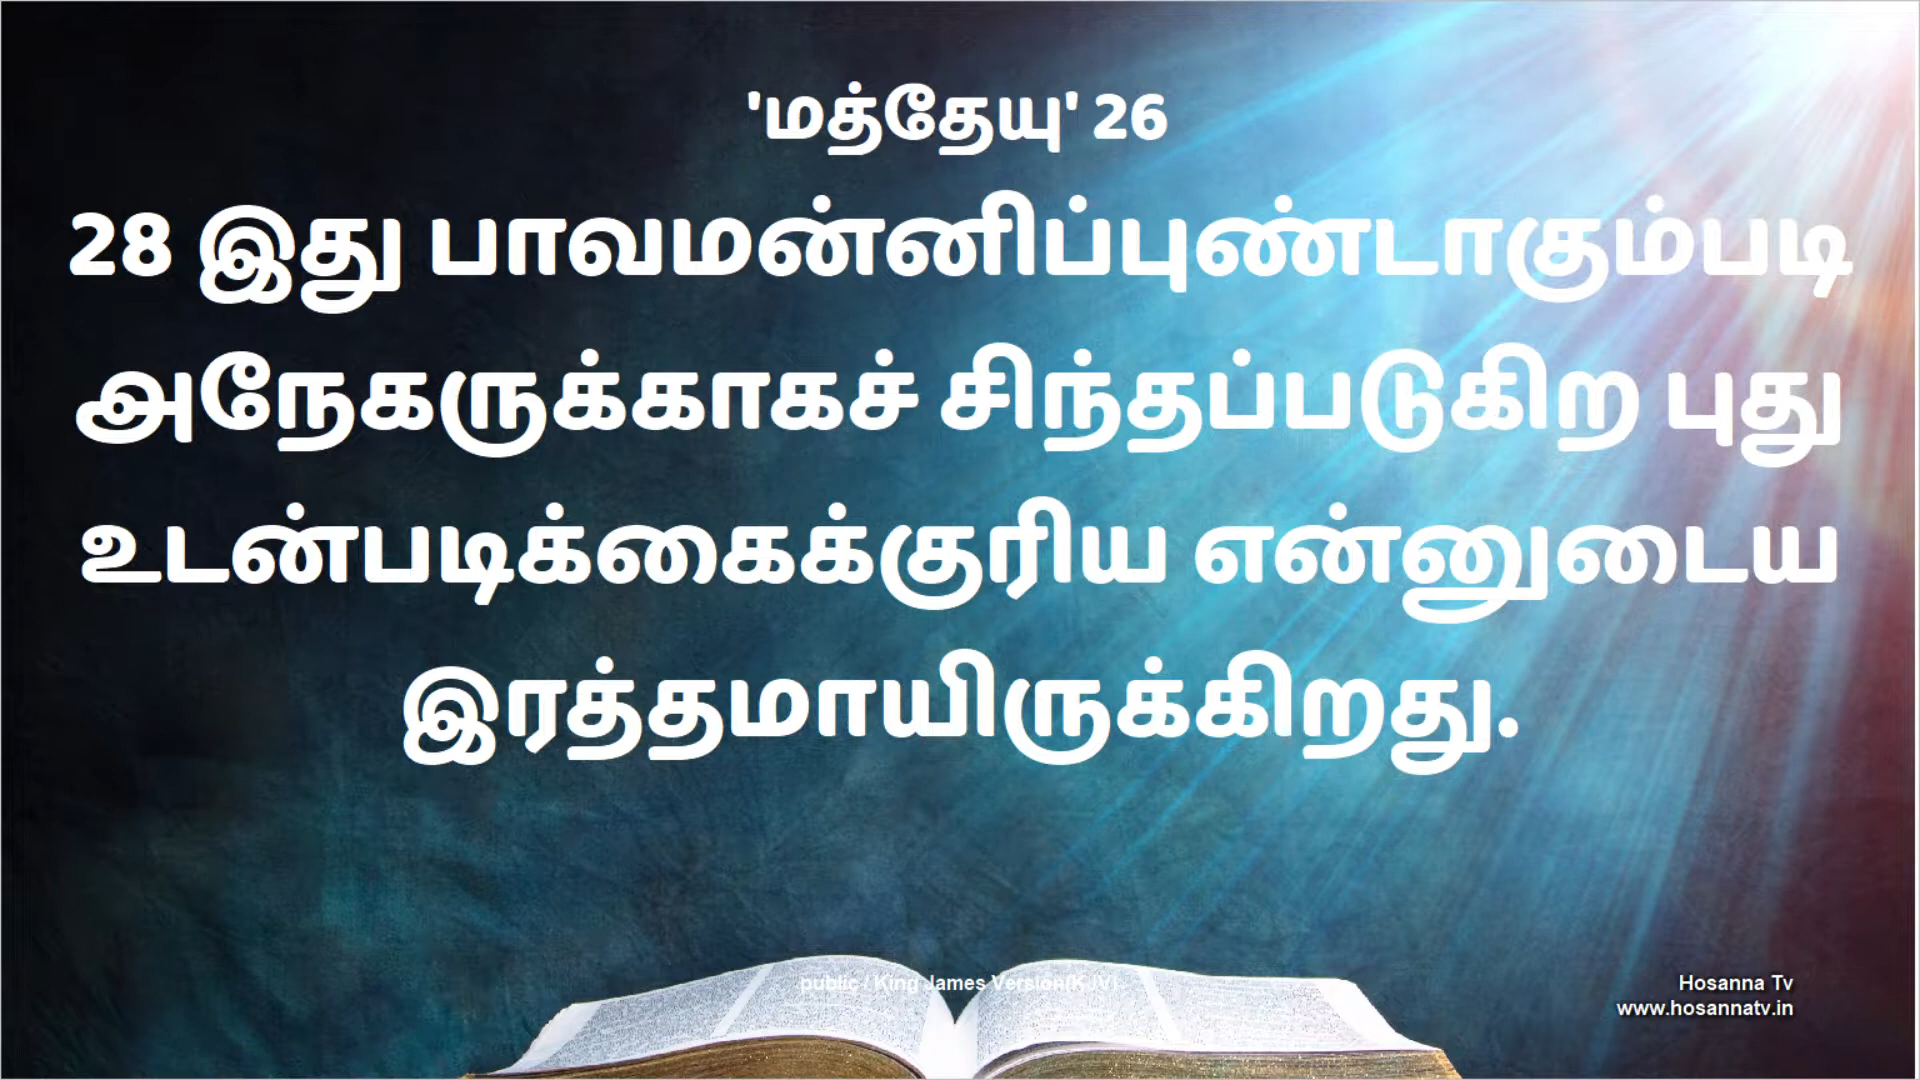 'மத்தேயு' 26
28 இது பாவமன்னிப்புண்டாகும்படி
அநேகருக்காகச் சிந்தப்படுகிற புது
உடன்படிக்கைக்குரிய என்னுடைய
இரத்தமாயிருக்கிறது.
public / King James Version(KJV)
Hosanna Tv
www.hosannatv.in